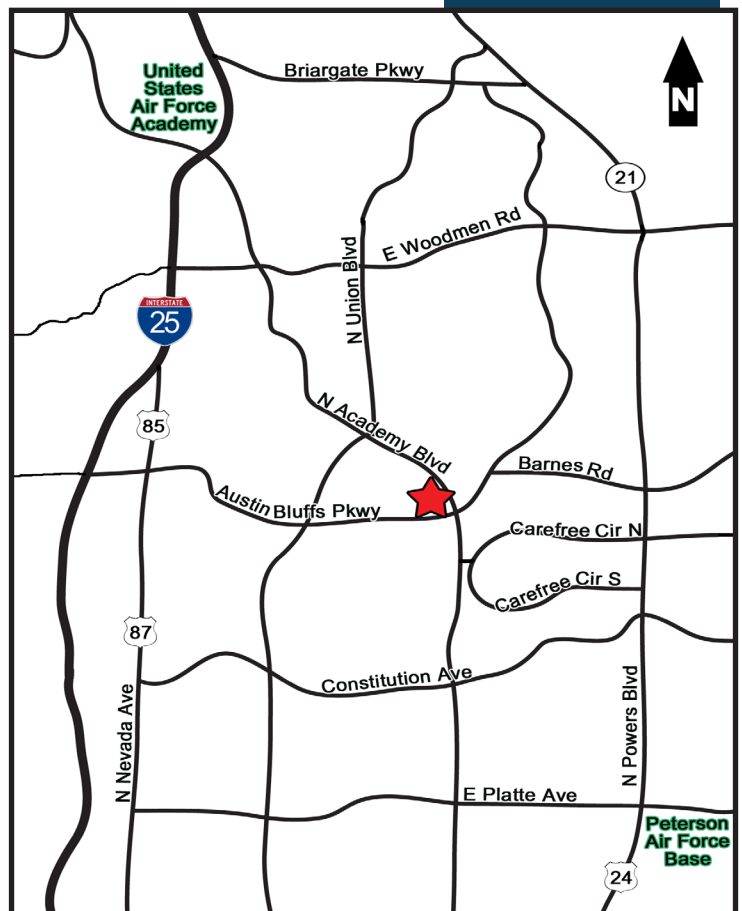 Briargate Pkwy
United
States
Air Force
Academy
N
21
E Woodmen Rd
N Union Blvd
INTERSTATE
25
N Academy Blvd
85
Barnes Rd
Austin Bluffs Pkwy
Carefree Cir N
Carefree Cir S
87
Constitution Ave
N Nevada Ave
N Powers Blvd
E Platte Ave
Peterson
Air Force
Base
24